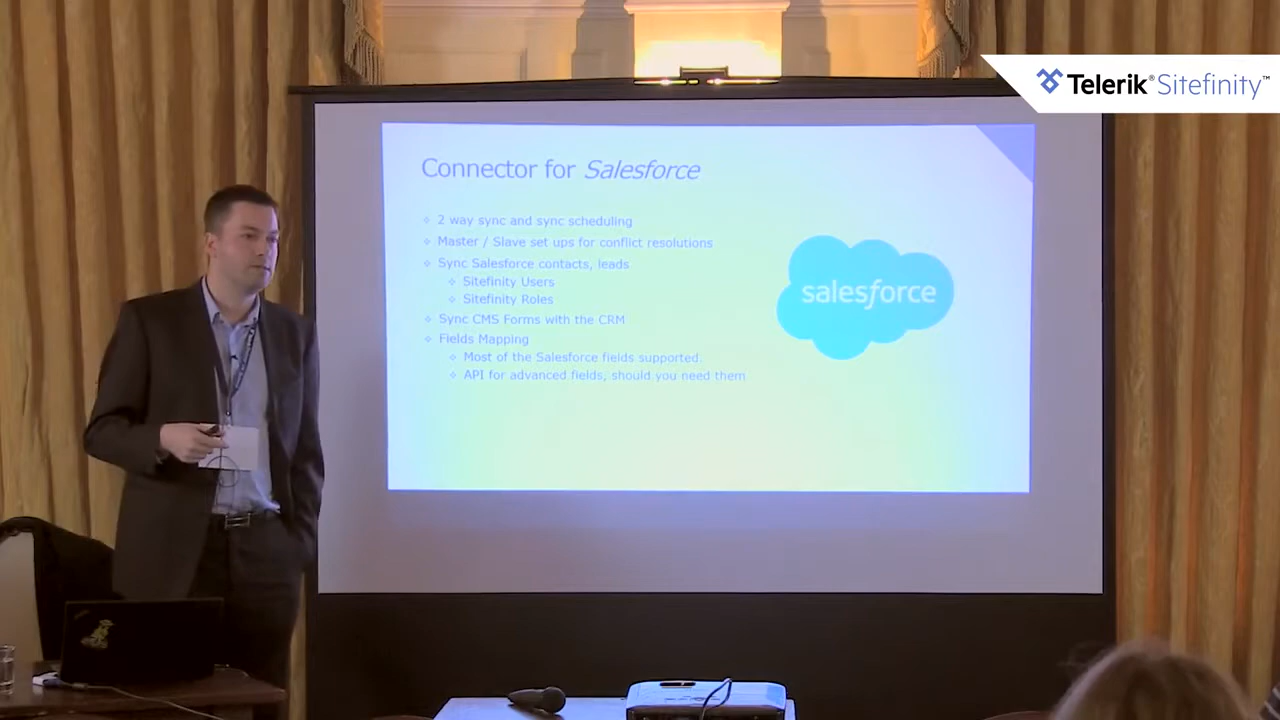 Telerik® Sitefinity™
Connector for Salesforce
2 way sync and sync scheduling
Master / Slave set ups for conflict resolutions
Sync Salesforce contacts, leads
Sitefinity Users
Sitefinity Roles
Sync CMS Forms with the CRM
Fields Mapping
Most of the Salesforce fields supported.
API for advanced fields, should you need them
salesforce